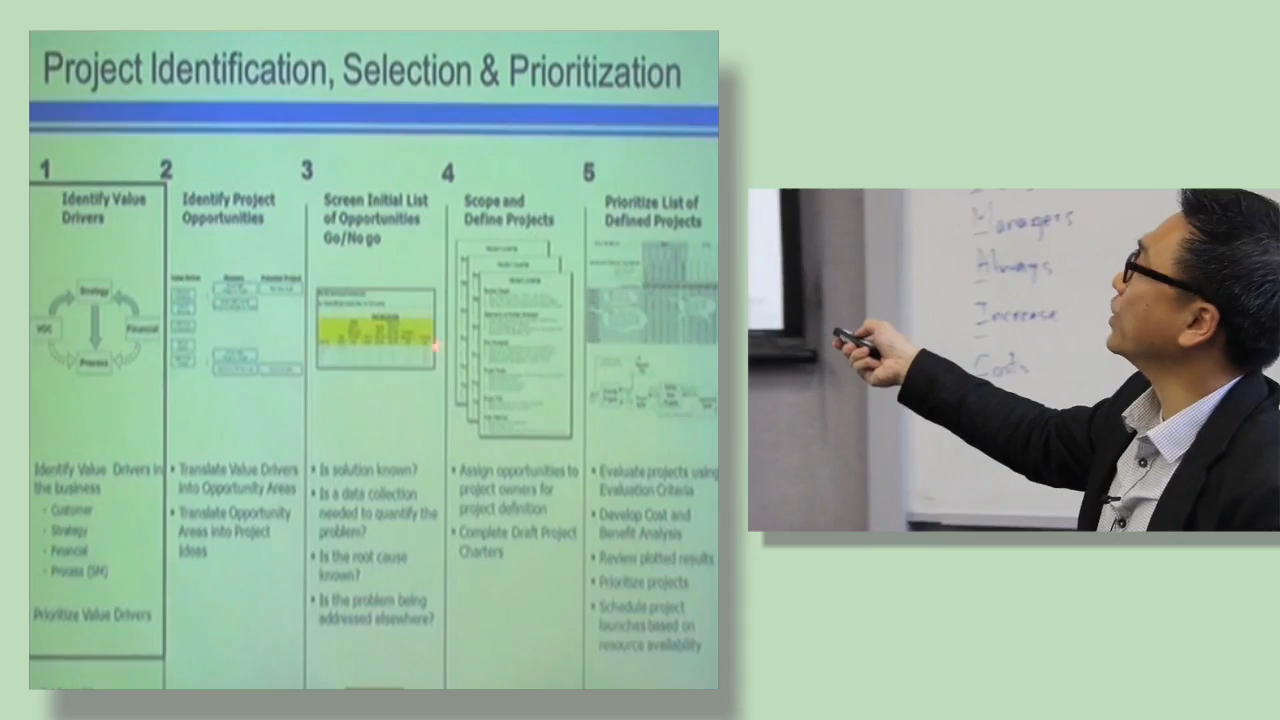 Project Identification, Selection & Prioritization
1
Identify Value
Drivers
Strategy
VOC
Financial
Process
Identify Value Drivers in
the business
- Customer
- Strategy
- Financial
- Process (SM)
Prioritize Value Drivers
2
Identify Project
Opportunities
• Translate Value Drivers
into Opportunity Areas
• Translate Opportunity
Areas into Project
Ideas
3
Screen Initial List
of Opportunities
Go/No go
• Is solution known?
• Is a data collection
needed to quantify the
problem?
• Is the root cause
known?
• Is the problem being
addressed elsewhere?
4
Scope and
Define Projects
• Assign opportunities to
project owners for
project definition
• Complete Draft Project
Charters
5
Prioritize List of
Defined Projects
• Evaluate projects using
Evaluation Criteria
• Develop Cost and
Benefit Analysis
• Review plotted results
• Prioritize projects
• Schedule project
launches based on
resource availability
Managers
Always
Increase
Costs